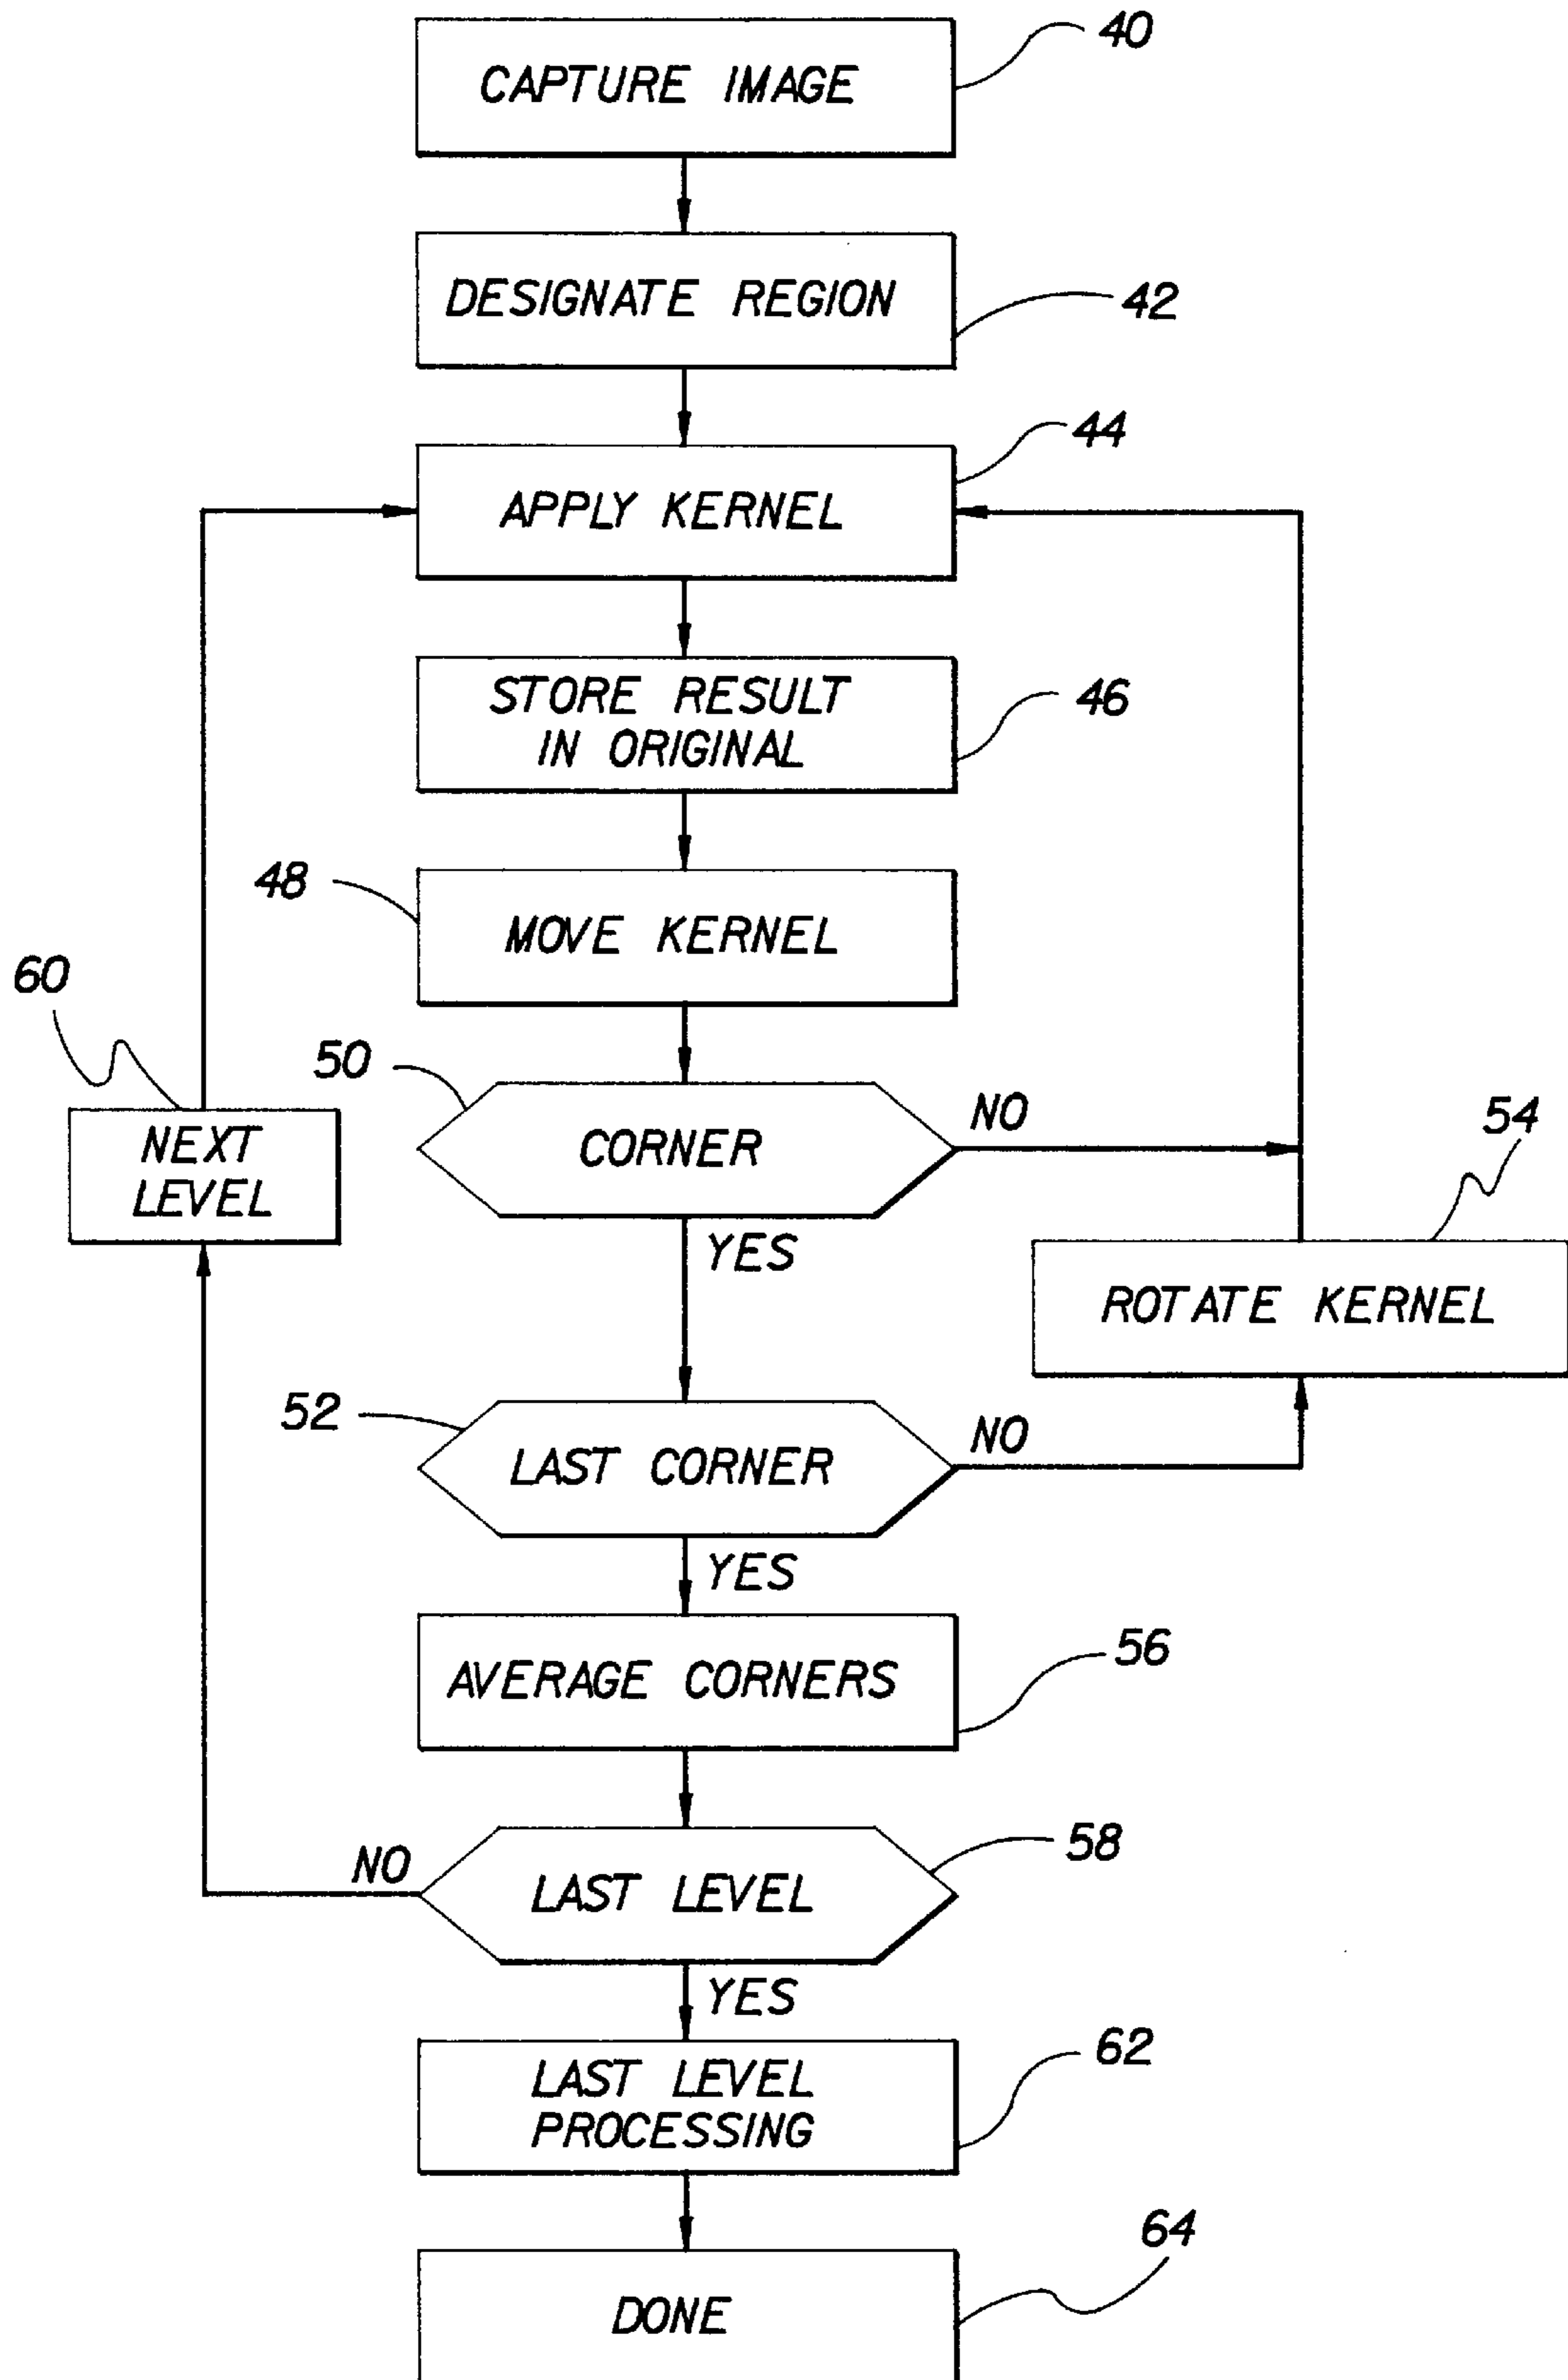 CAPTURE IMAGE
40
DESIGNATE REGION
42
44
APPLY KERNEL
STORE RESULT
IN ORIGINAL
46
48
MOVE KERNEL
60
50
NEXT
LEVEL
CORNER
NO
54
YES
ROTATE KERNEL
52
LAST CORNER
NO
YES
AVERAGE CORNERS
56
NO
LAST LEVEL
58
YES
LAST LEVEL
PROCESSING
62
64
DONE